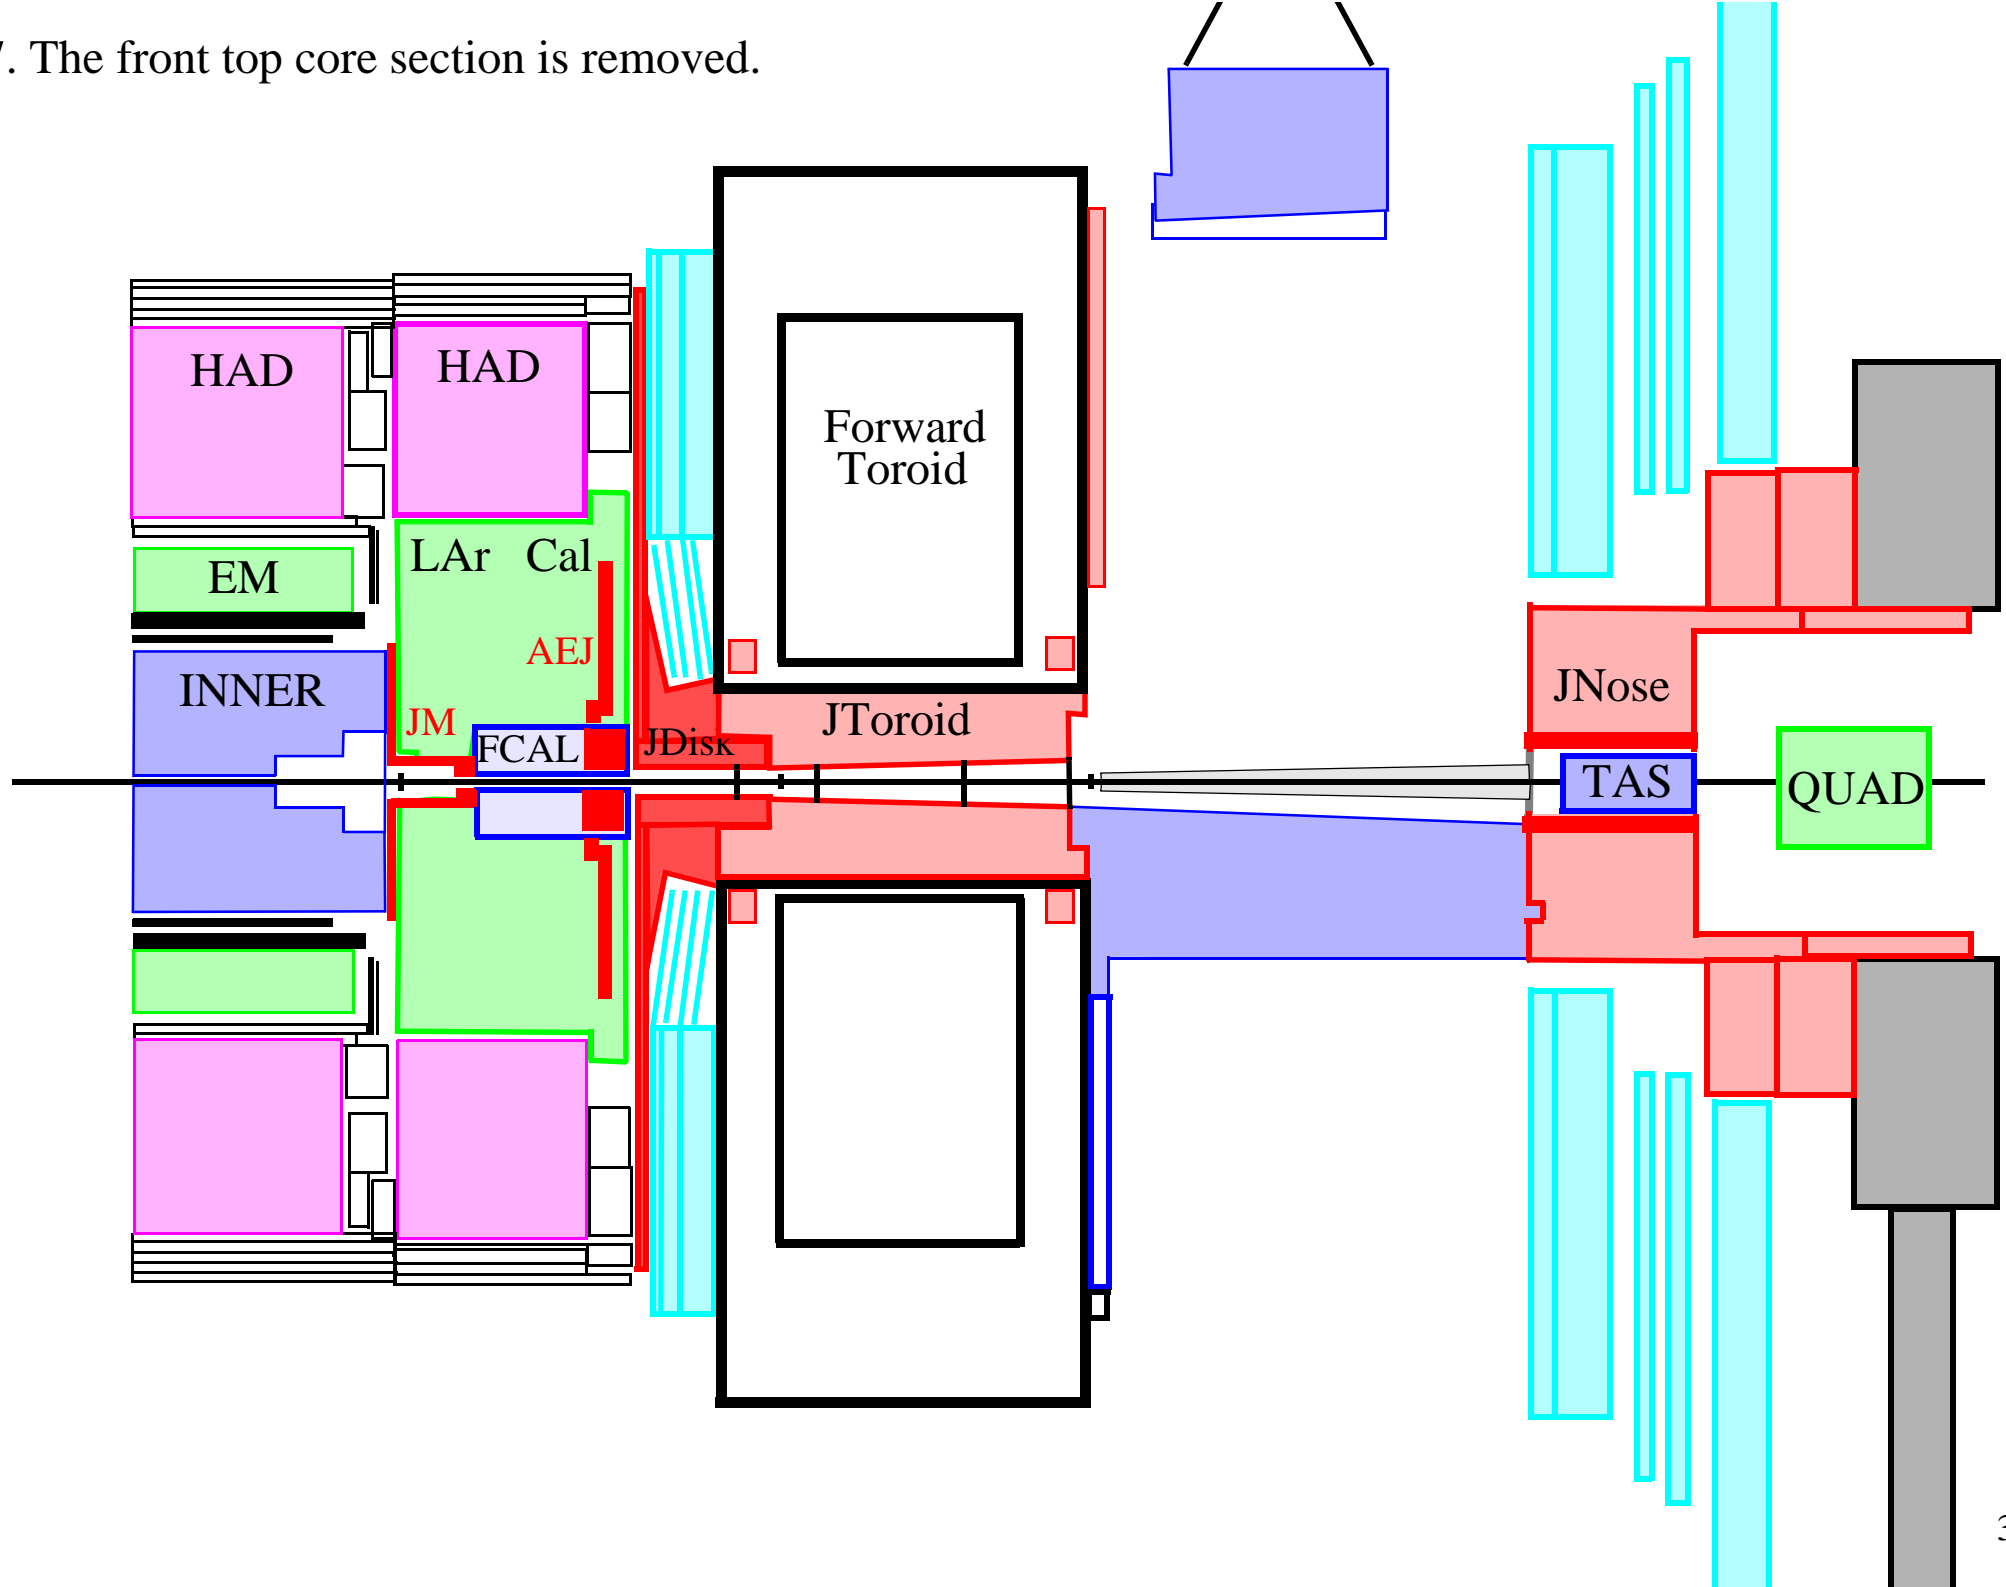 . The front top core section is removed.
HAD
HAD
Forward
Toroid
LAr Cal
EM
AEJ
INNER
JM
JNose
JToroid
FCAL
JDisk
TAS
QUAD